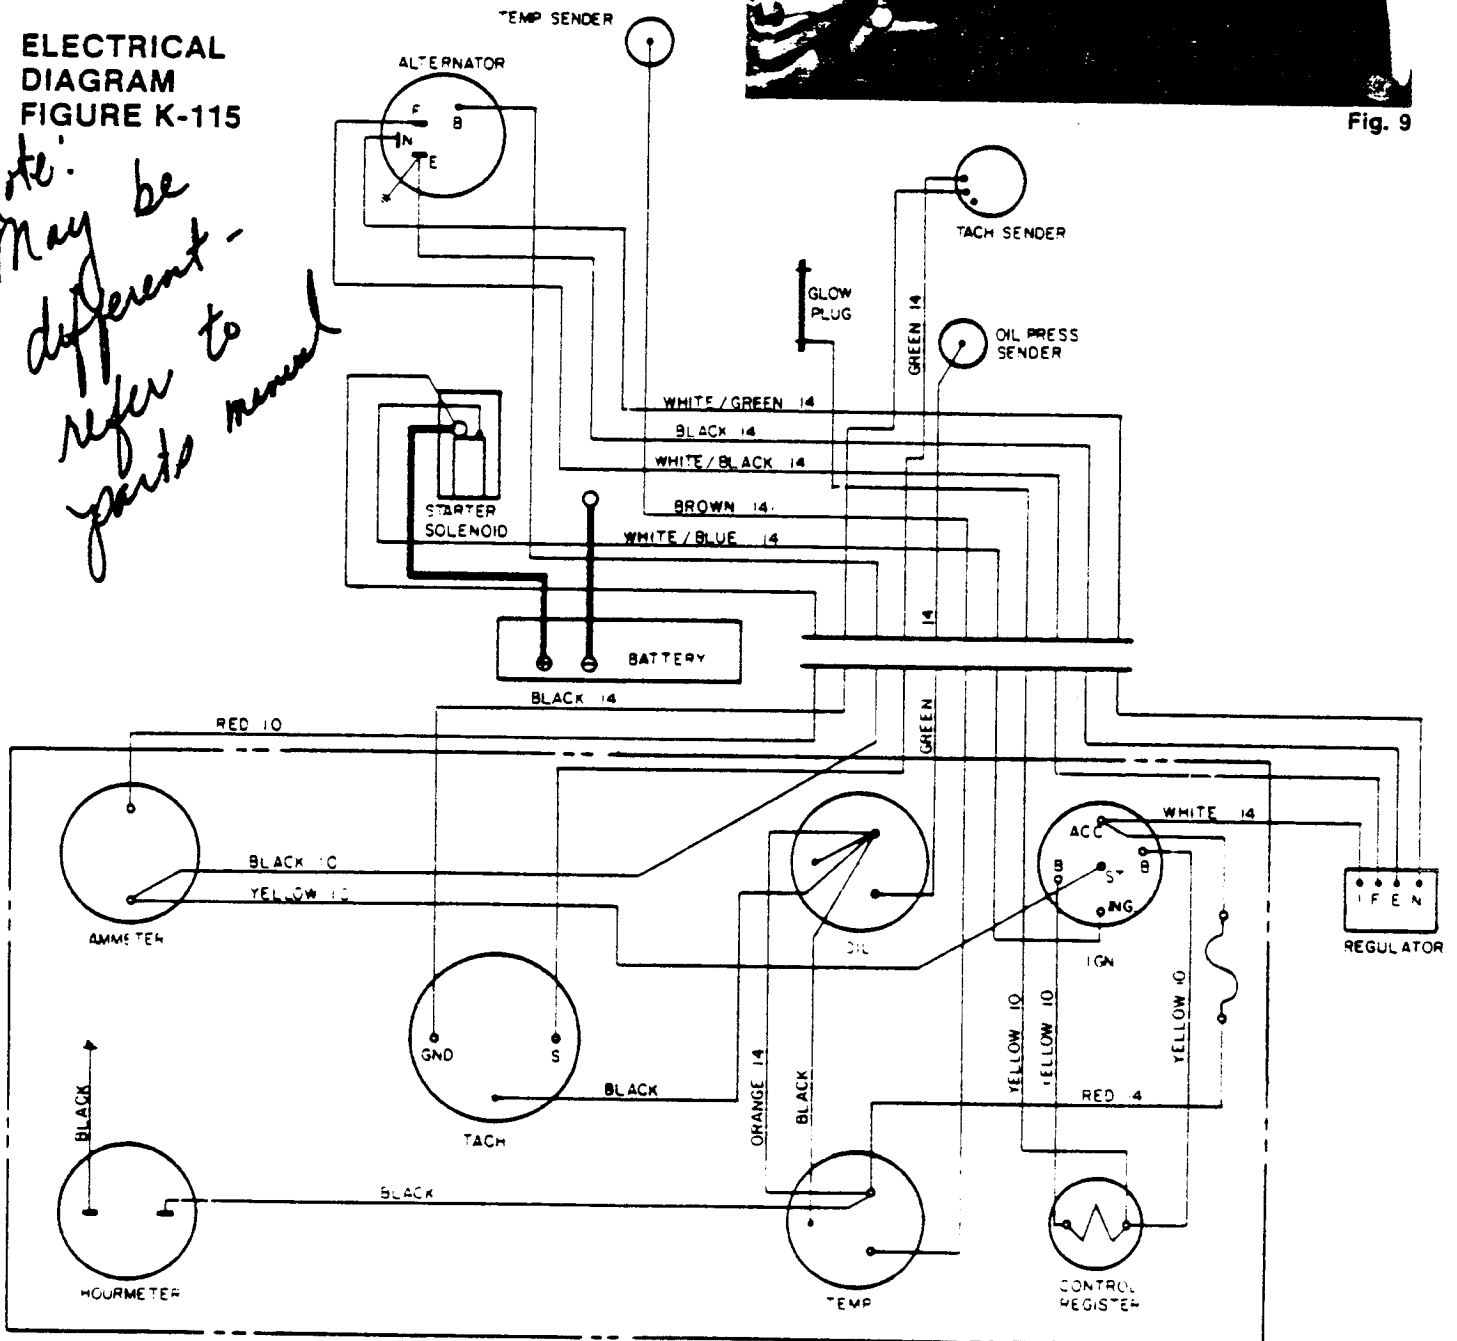 ELECTRICAL
DIAGRAM
FIGURE K-115
May be
different -
refer to
parts manual
TEMP SENDER
ALTERNATOR
F
B
N
E
Fig. 9
TACH SENDER
GLOW
PLUG
GREEN 14
OIL PRESS
SENDER
WHITE/GREEN 14
BLACK 14
WHITE/BLACK 14
BROWN 14
WHITE/BLUE 14
STARTER
SOLENOID
BATTERY
14
GREEN
BLACK 14
RED 10
AMMETER
BLACK 10
YELLOW 10
OIL
ACC
B
B
ST
ING
IGN
WHITE 14
I F E N
REGULATOR
GND
S
TACH
BLACK
ORANGE 14
BLACK
YELLOW 10
YELLOW 10
YELLOW 10
RED 14
BLACK
BLACK
HOURMETER
TEMP
CONTROL
REGISTER